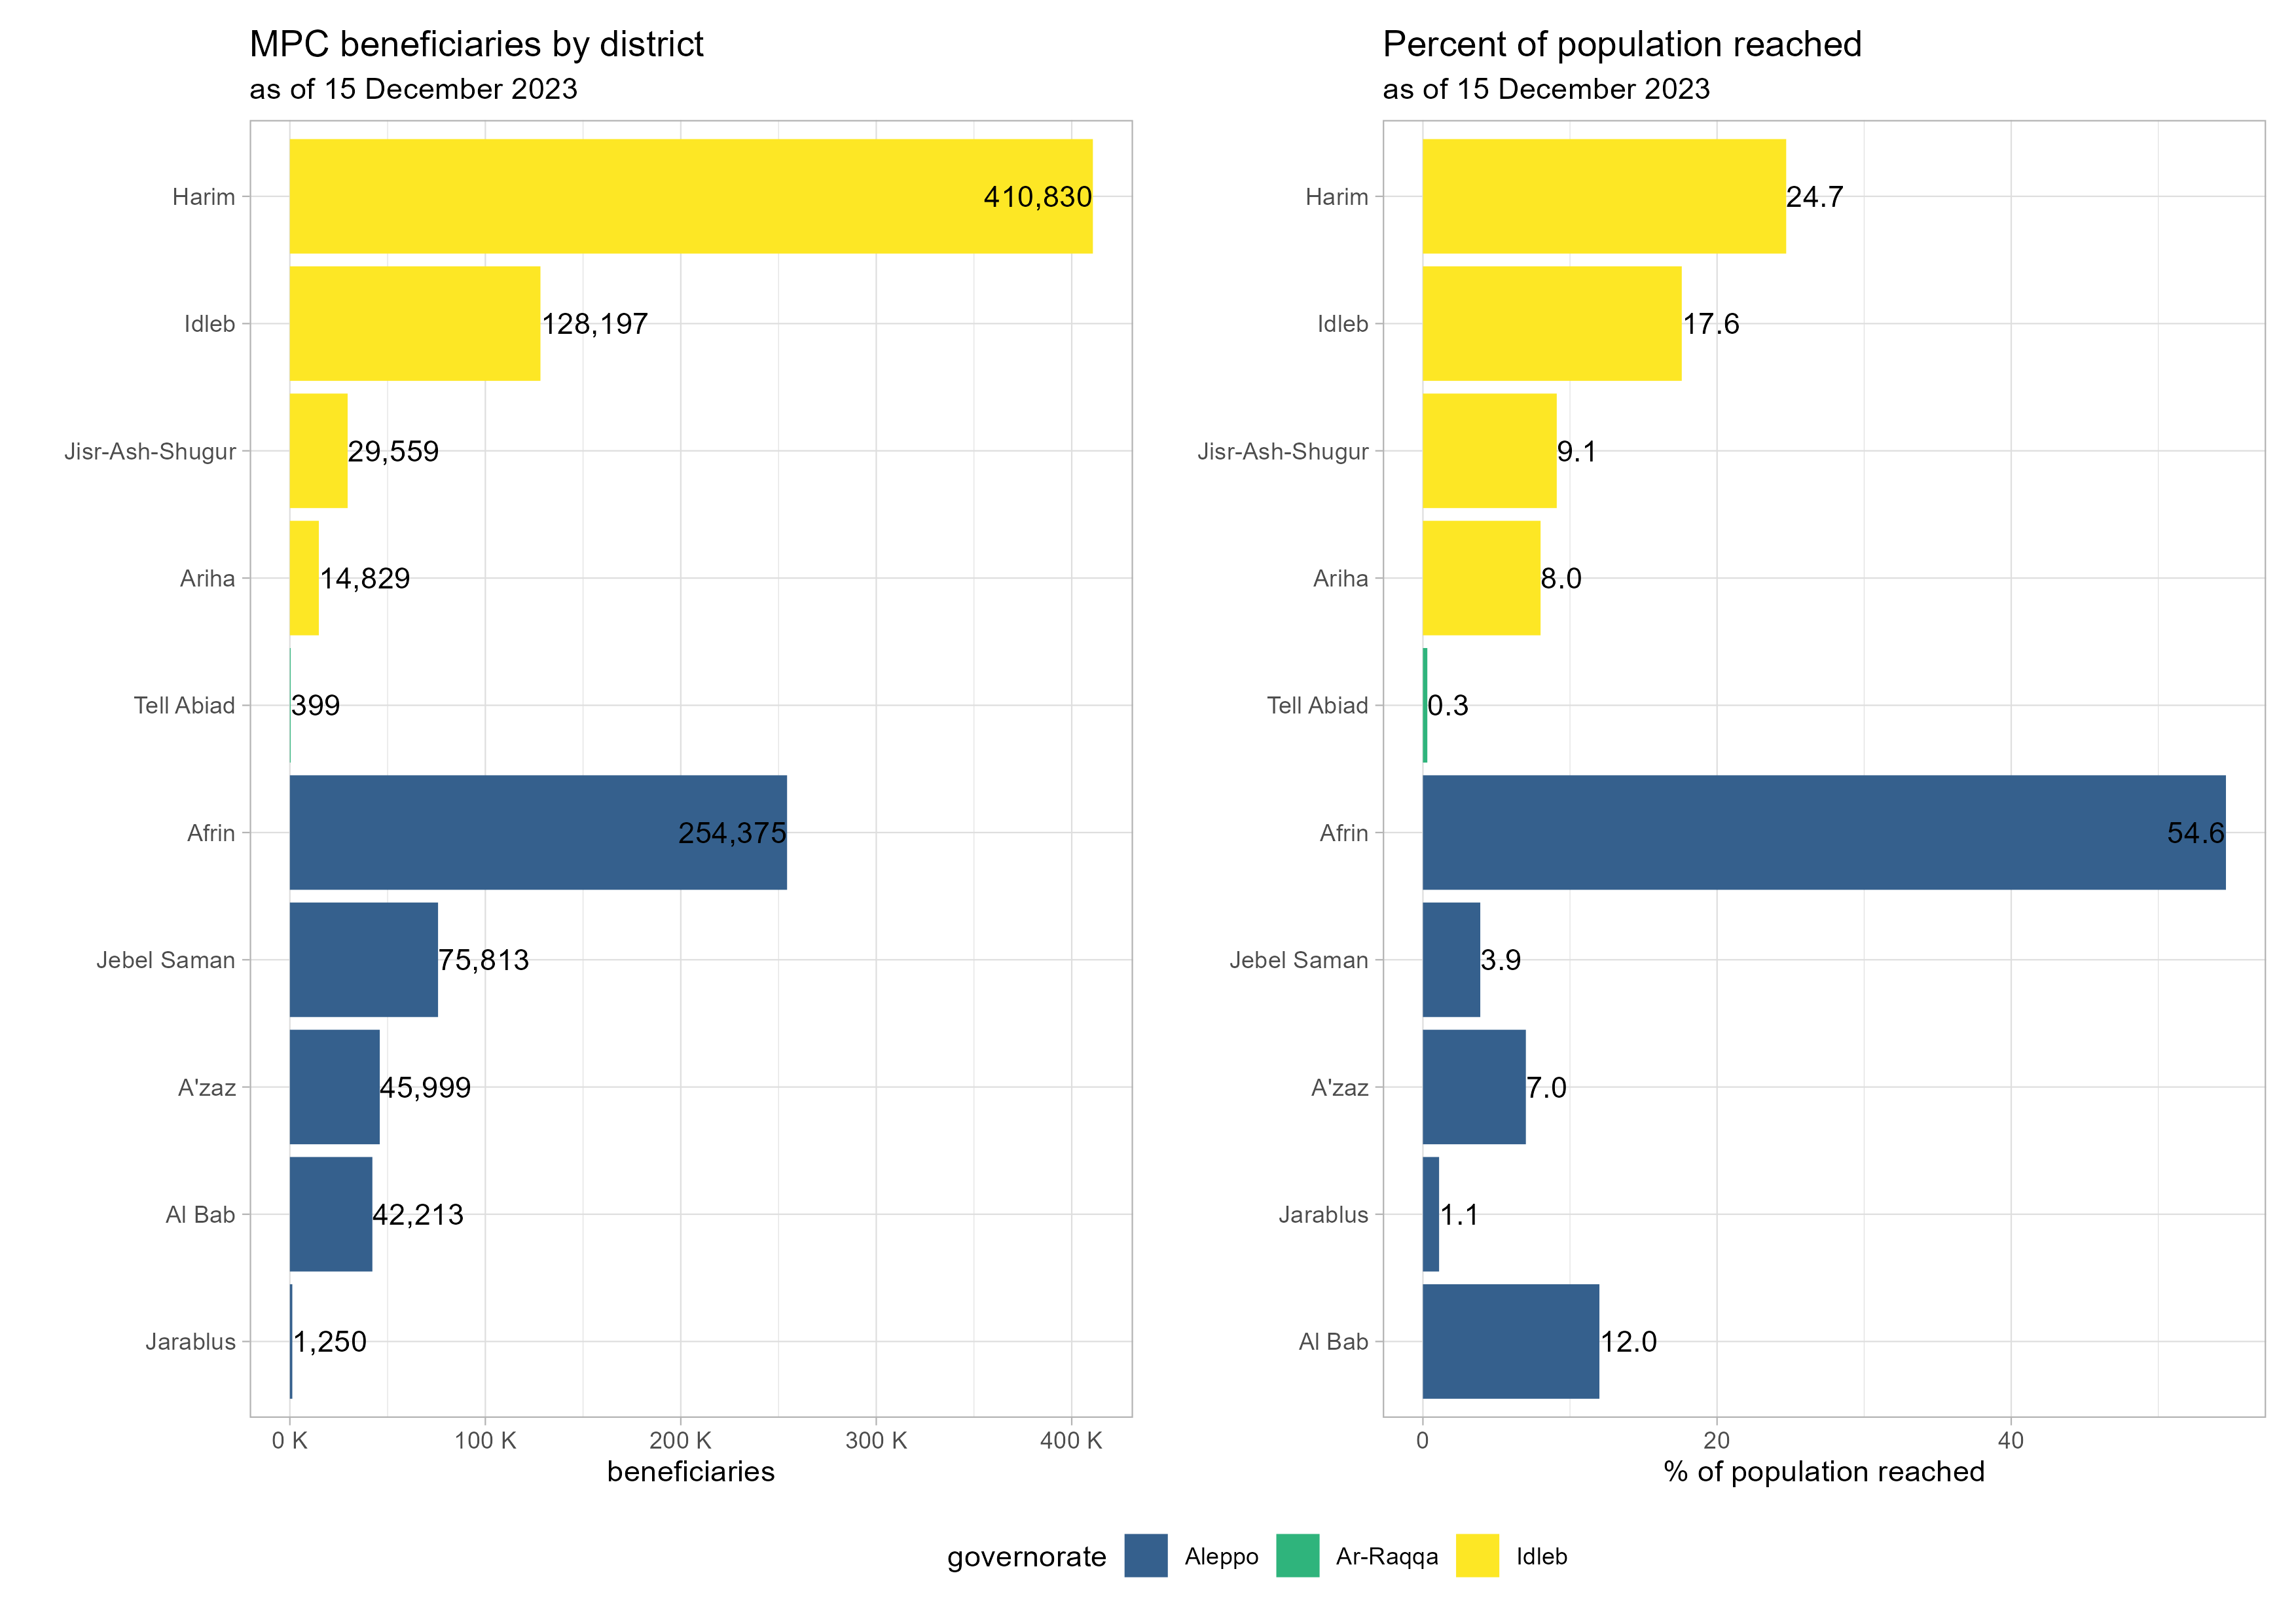 MPC beneficiaries by district
as of 15 December 2023
Harim
410,830
Idleb
128,197
Jisr-Ash-Shugur
29,559
Ariha
14,829
Tell Abiad
399
Afrin
254,375
Jebel Saman
75,813
A'zaz
45,999
Al Bab
42,213
Jarablus
1,250
0 K 100 K 200 K 300 K 400 K
beneficiaries
Percent of population reached
as of 15 December 2023
Harim
24.7
Idleb
17.6
Jisr-Ash-Shugur
9.1
Ariha
8.0
Tell Abiad
0.3
Afrin
54.6
Jebel Saman
3.9
A'zaz
7.0
Jarablus
1.1
Al Bab
12.0
0 20 40
% of population reached
governorate Aleppo Ar-Raqqa Idleb